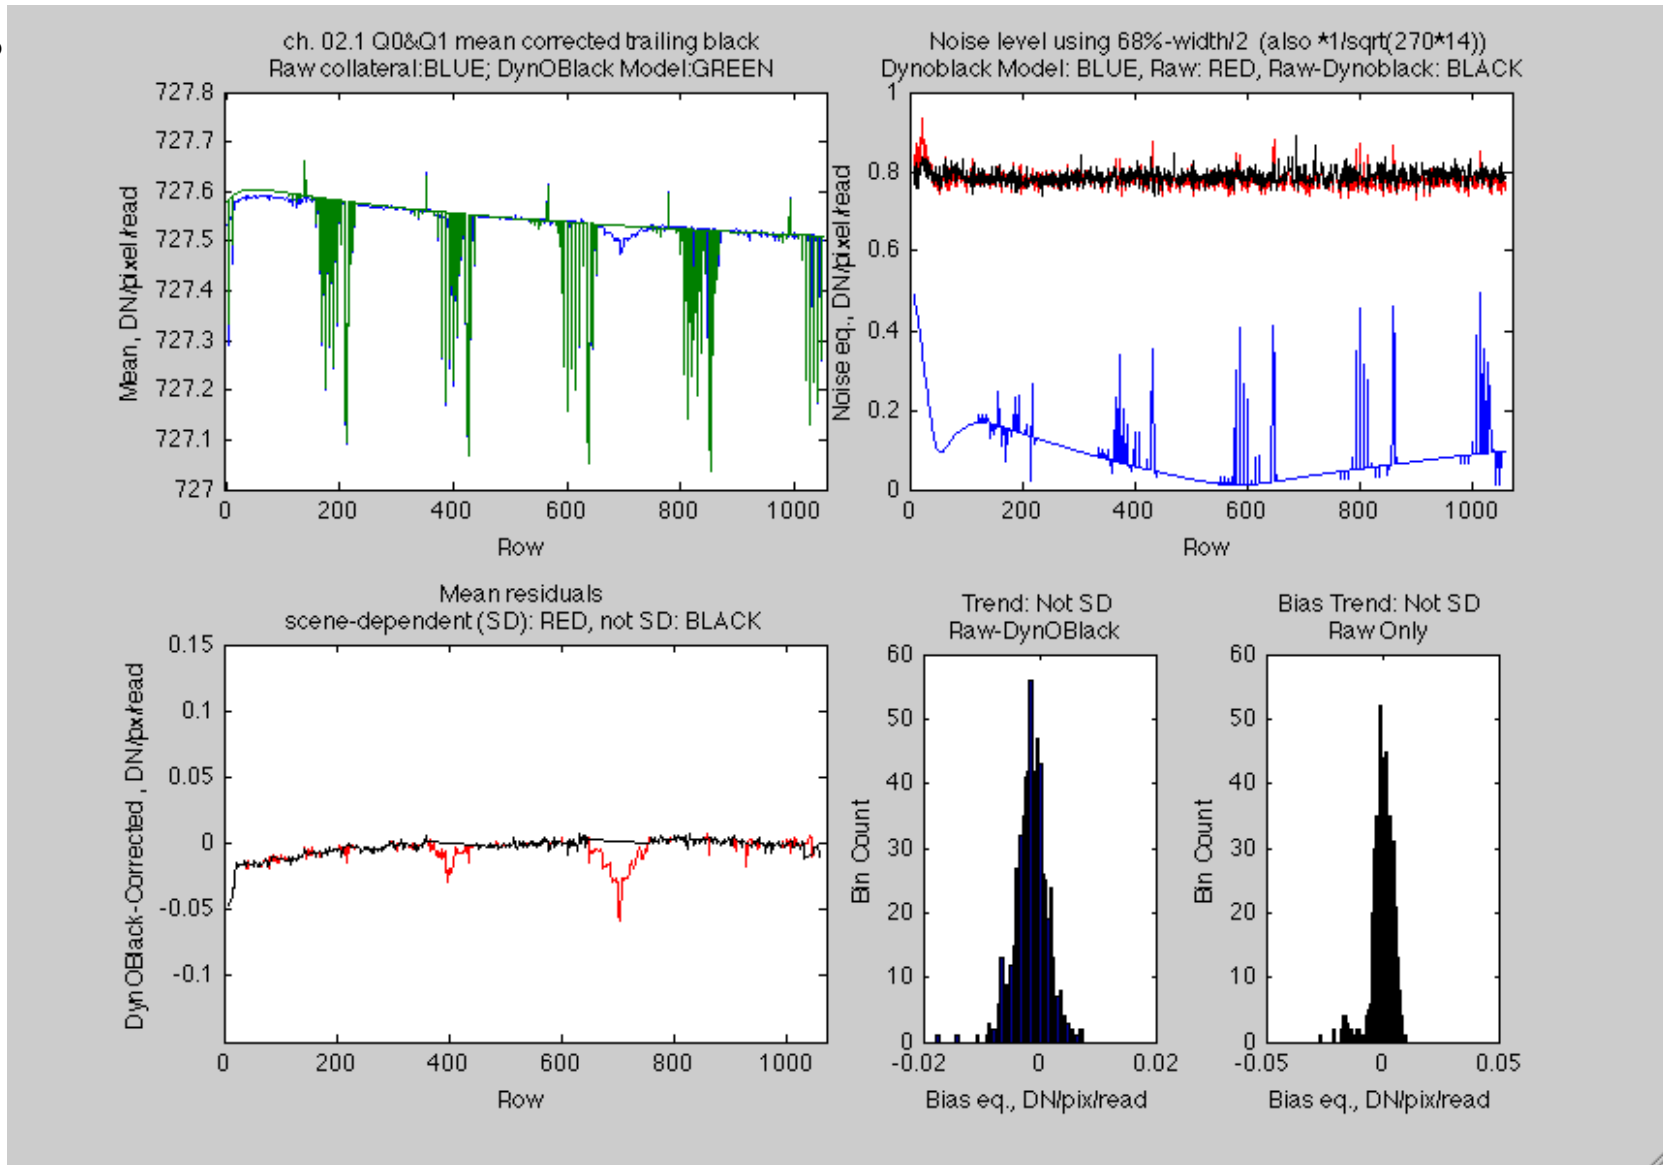 ch. 02.1 Q0&Q1 mean corrected trailing black
Raw collateral:BLUE; DynOBlack Model:GREEN
727.8
727.7
727.6
727.5
727.4
727.3
727.2
727.1
727
Mean, DN/pixel/read
0 200 400 600 800 1000
Row
Noise level using 68%-width/2 (also *1/sqrt(270*14))
Dynoblack Model: BLUE, Raw: RED, Raw-Dynoblack: BLACK
1
0.8
0.6
0.4
0.2
0
Noise eq., DN/pixel/read
0 200 400 600 800 1000
Row
Mean residuals
scene-dependent (SD): RED, not SD: BLACK
0.15
0.1
0.05
0
-0.05
-0.1
DynOBlack-Corrected, DN/px/read
0 200 400 600 800 1000
Row
Trend: Not SD
Raw-DynOBlack
60
50
40
30
20
10
0
Bin Count
-0.02 0 0.02
Bias eq., DN/pix/read
Bias Trend: Not SD
Raw Only
60
50
40
30
20
10
0
Bin Count
-0.05 0 0.05
Bias eq., DN/pix/read